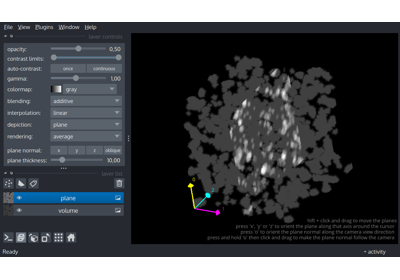 File View Plugins Window Help
layer controls
opacity: 0,50
contrast limits:
auto-contrast: once continuous
gamma: 1,00
colormap: gray
blending: additive
interpolation: linear
depiction: plane
rendering: average
plane normal: x y z oblique
plane thickness: 10,00
layer list
plane
volume
shift + click and drag to move the planes
press 'x', 'y' or 'z' to orient the plane along that axis around the cursor
press 'o' to orient the plane normal along the camera view direction
press and hold 'o' then click and drag to make the plane normal follow the camera
Ready
activity